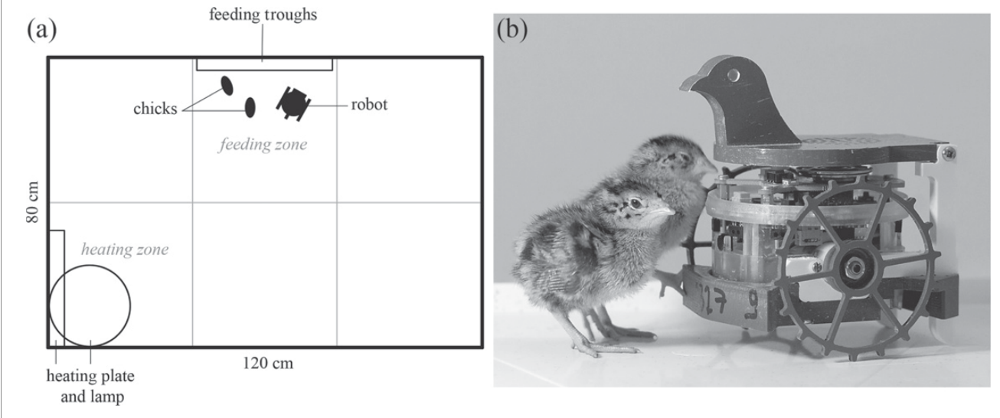 (a)
feeding troughs
chicks
robot
feeding zone
80 cm
heating zone
120 cm
heating plate
and lamp
(b)